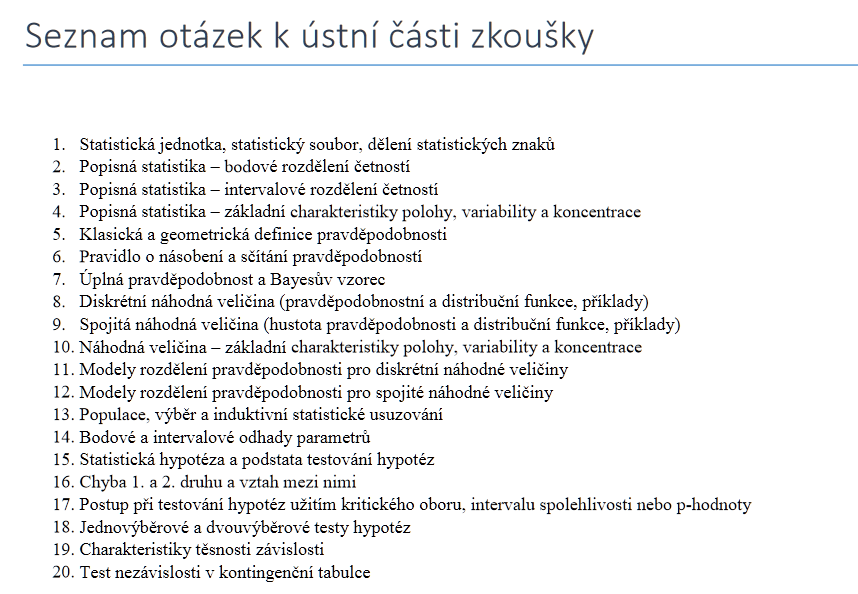 Seznam otázek k ústní části zkoušky
1. Statistická jednotka, statistický soubor, dělení statistických znaků
2. Popisná statistika – bodové rozdělení četností
3. Popisná statistika – intervalové rozdělení četností
4. Popisná statistika – základní charakteristiky polohy, variability a koncentrace
5. Klasická a geometrická definice pravděpodobnosti
6. Pravidlo o násobení a sčítání pravděpodobností
7. Úplná pravděpodobnost a Bayesův vzorec
8. Diskrétní náhodná veličina (pravděpodobnostní a distribuční funkce, příklady)
9. Spojitá náhodná veličina (hustota pravděpodobnosti a distribuční funkce, příklady)
10. Náhodná veličina – základní charakteristiky polohy, variability a koncentrace
11. Modely rozdělení pravděpodobnosti pro diskrétní náhodné veličiny
12. Modely rozdělení pravděpodobnosti pro spojité náhodné veličiny
13. Populace, výběr a induktivní statistické usuzování
14. Bodové a intervalové odhady parametrů
15. Statistická hypotéza a podstata testování hypotéz
16. Chyba 1. a 2. druhu a vztah mezi nimi
17. Postup při testování hypotéz užitím kritického oboru, intervalu spolehlivosti nebo p-hodnoty
18. Jednovýběrové a dvouvýběrové testy hypotéz
19. Charakteristiky těsnosti závislosti
20. Test nezávislosti v kontingenční tabulce